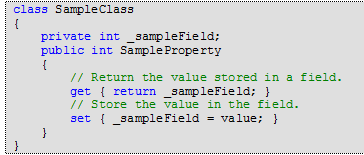 class SampleClass
{
    private int _sampleField;
    public int SampleProperty
    {
        // Return the value stored in a field.
        get { return _sampleField; }
        // Store the value in the field.
        set { _sampleField = value; }
    }
}